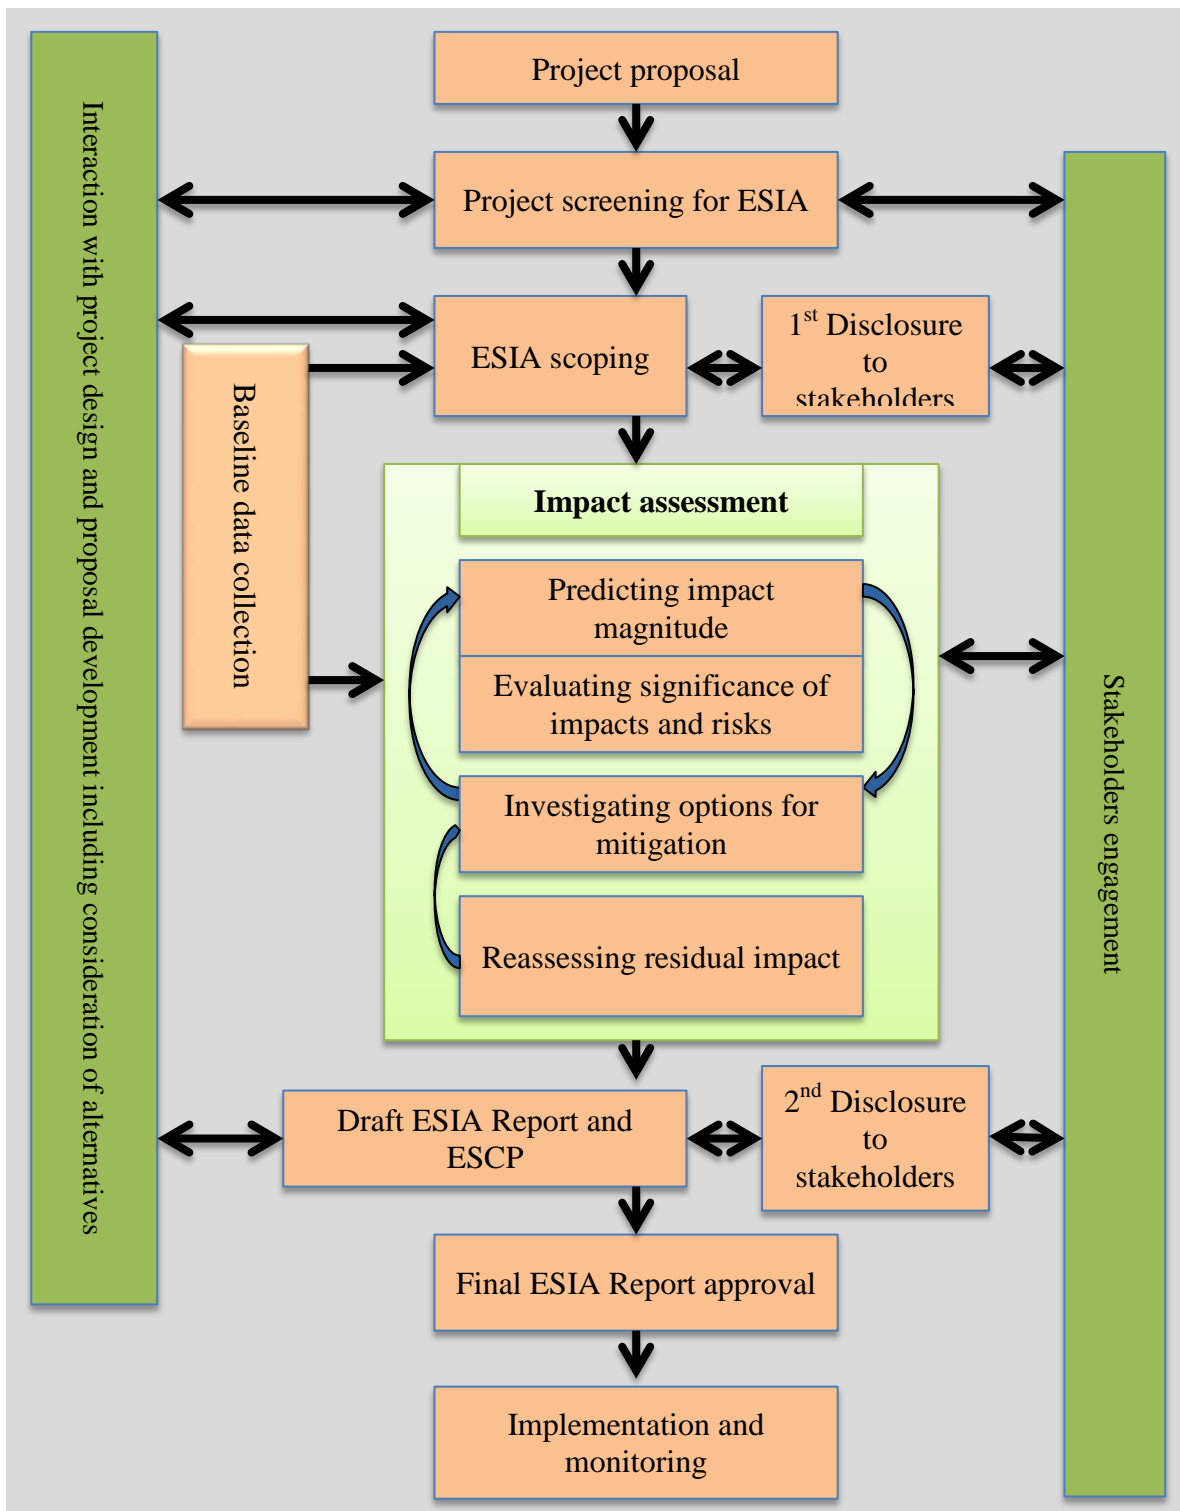 Project proposal
Interaction with project design and proposal development including consideration of alternatives
Project screening for ESIA
Stakeholders engagement
ESIA scoping
1st Disclosure
to
stakeholders
Baseline data collection
Impact assessment
Predicting impact
magnitude
Evaluating significance of
impacts and risks
Investigating options for
mitigation
Reassessing residual impact
Draft ESIA Report and
ESCP
2nd Disclosure
to
stakeholders
Final ESIA Report approval
Implementation and
monitoring